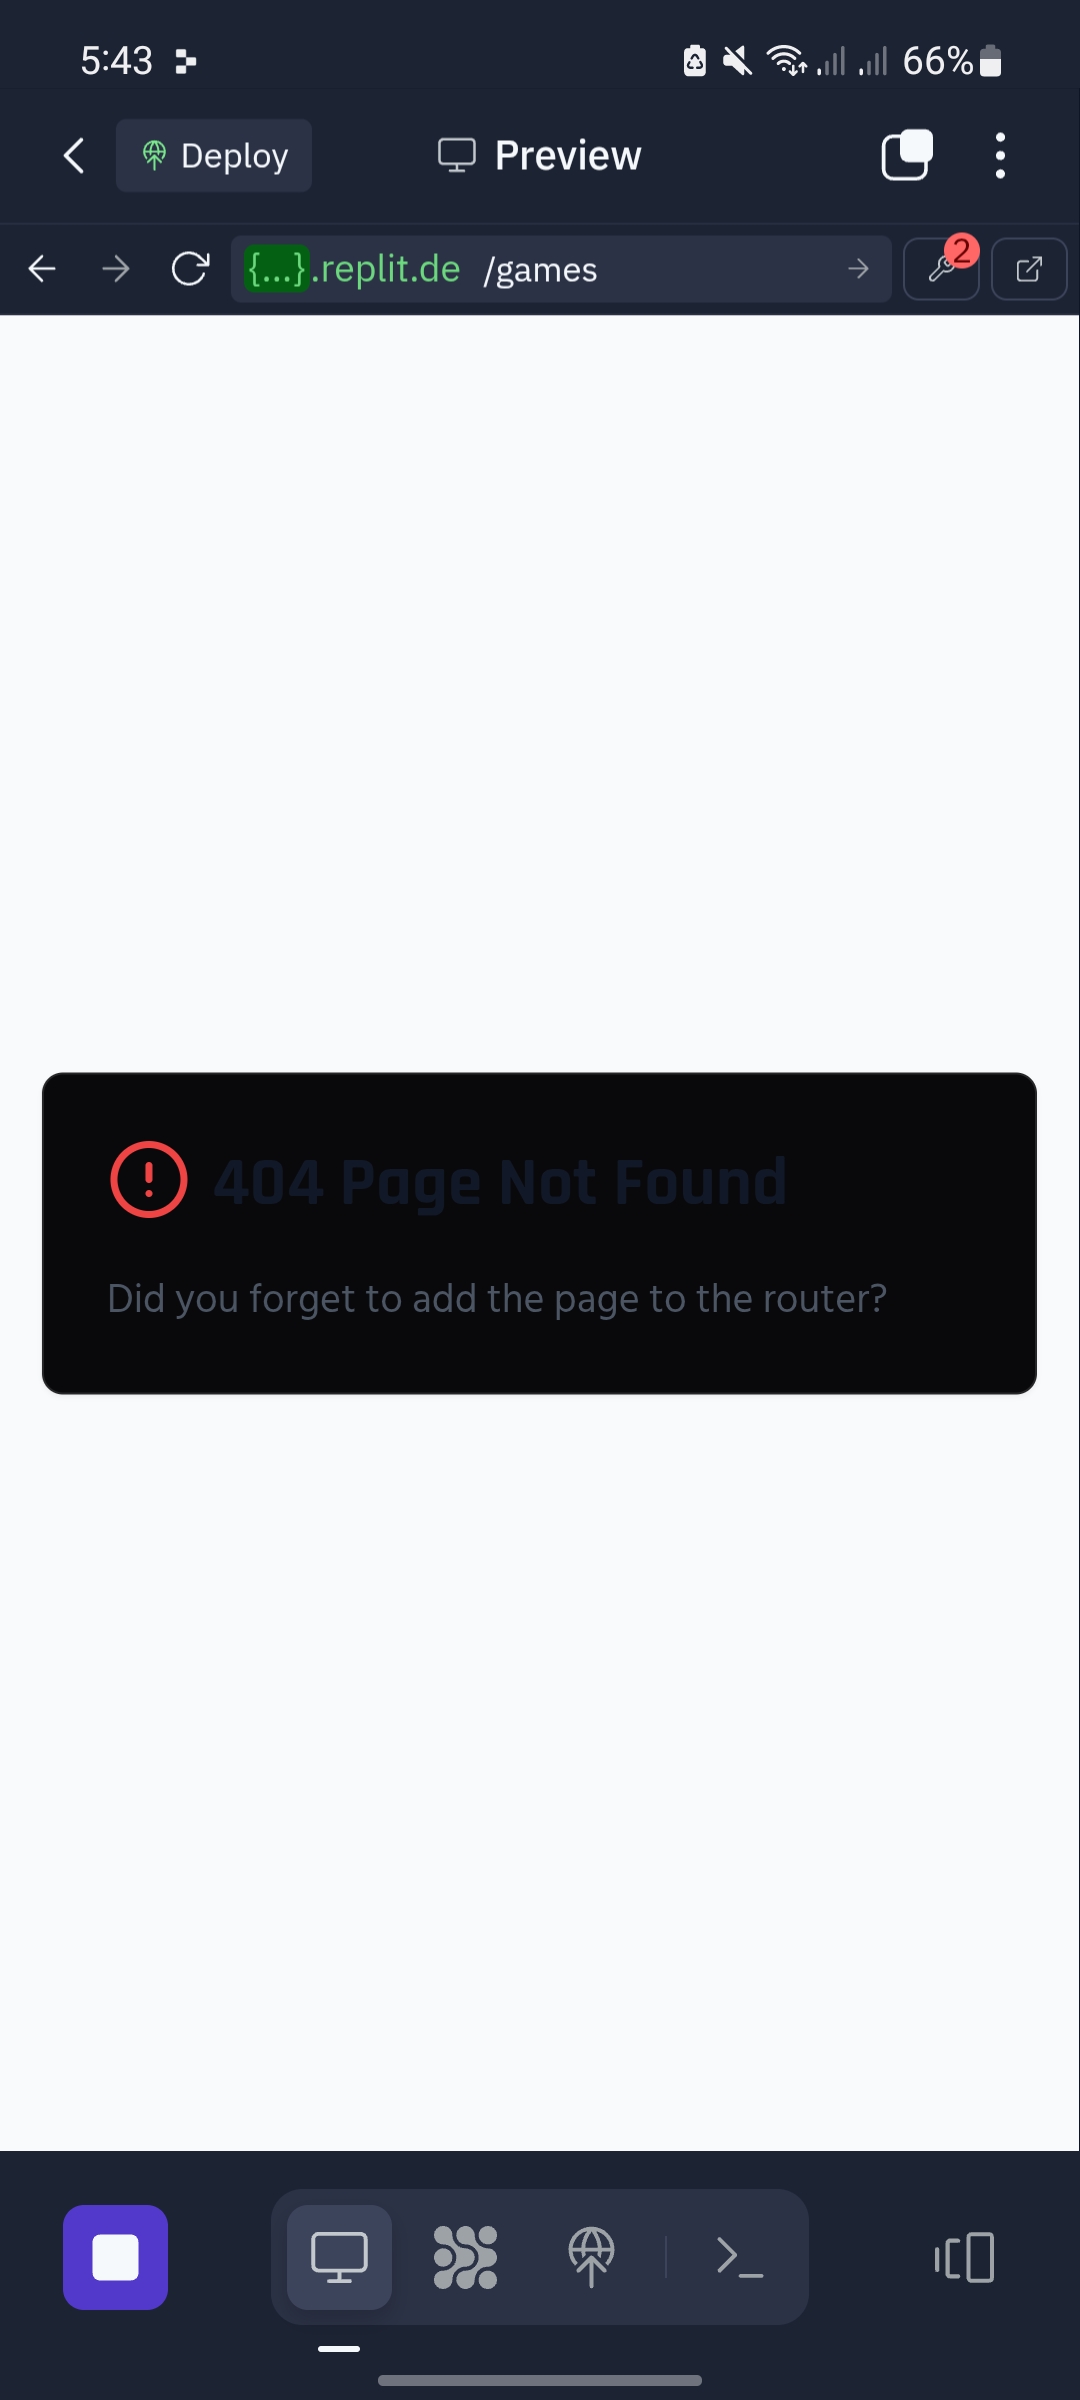 5:43
66%
Deploy
Preview
{...}.replit.de /games
2
404 Page Not Found
Did you forget to add the page to the router?